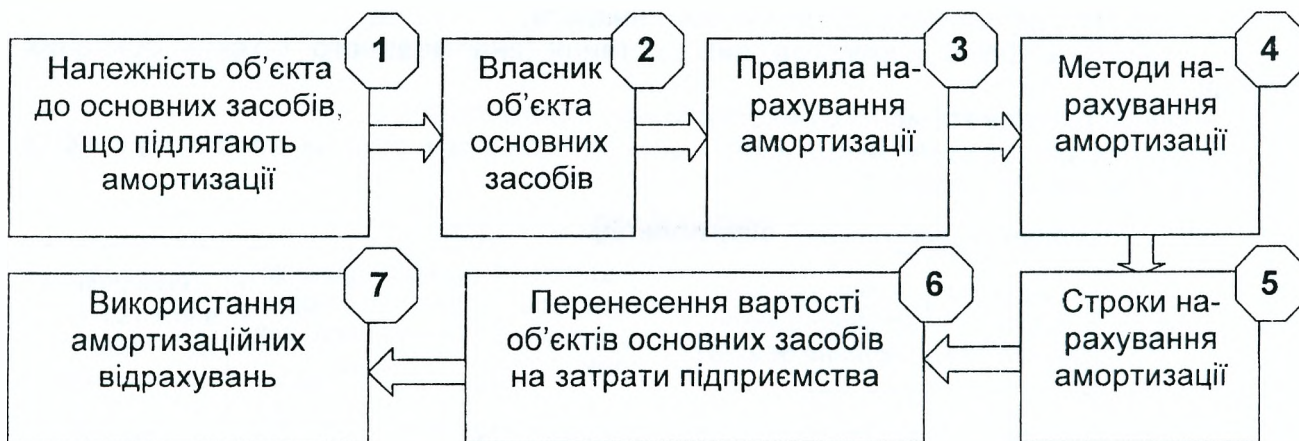 1
Належність об’єкта
до основних засобів,
що підлягають
амортизації
2
Власник
об’єкта
основних
засобів
3
Правила на-
рахування
амортизації
4
Методи на-
рахування
амортизації
5
Строки на-
рахування
амортизації
6
Перенесення вартості
об’єктів основних засобів
на затрати підприємства
7
Використання
амортизаційних
відрахувань